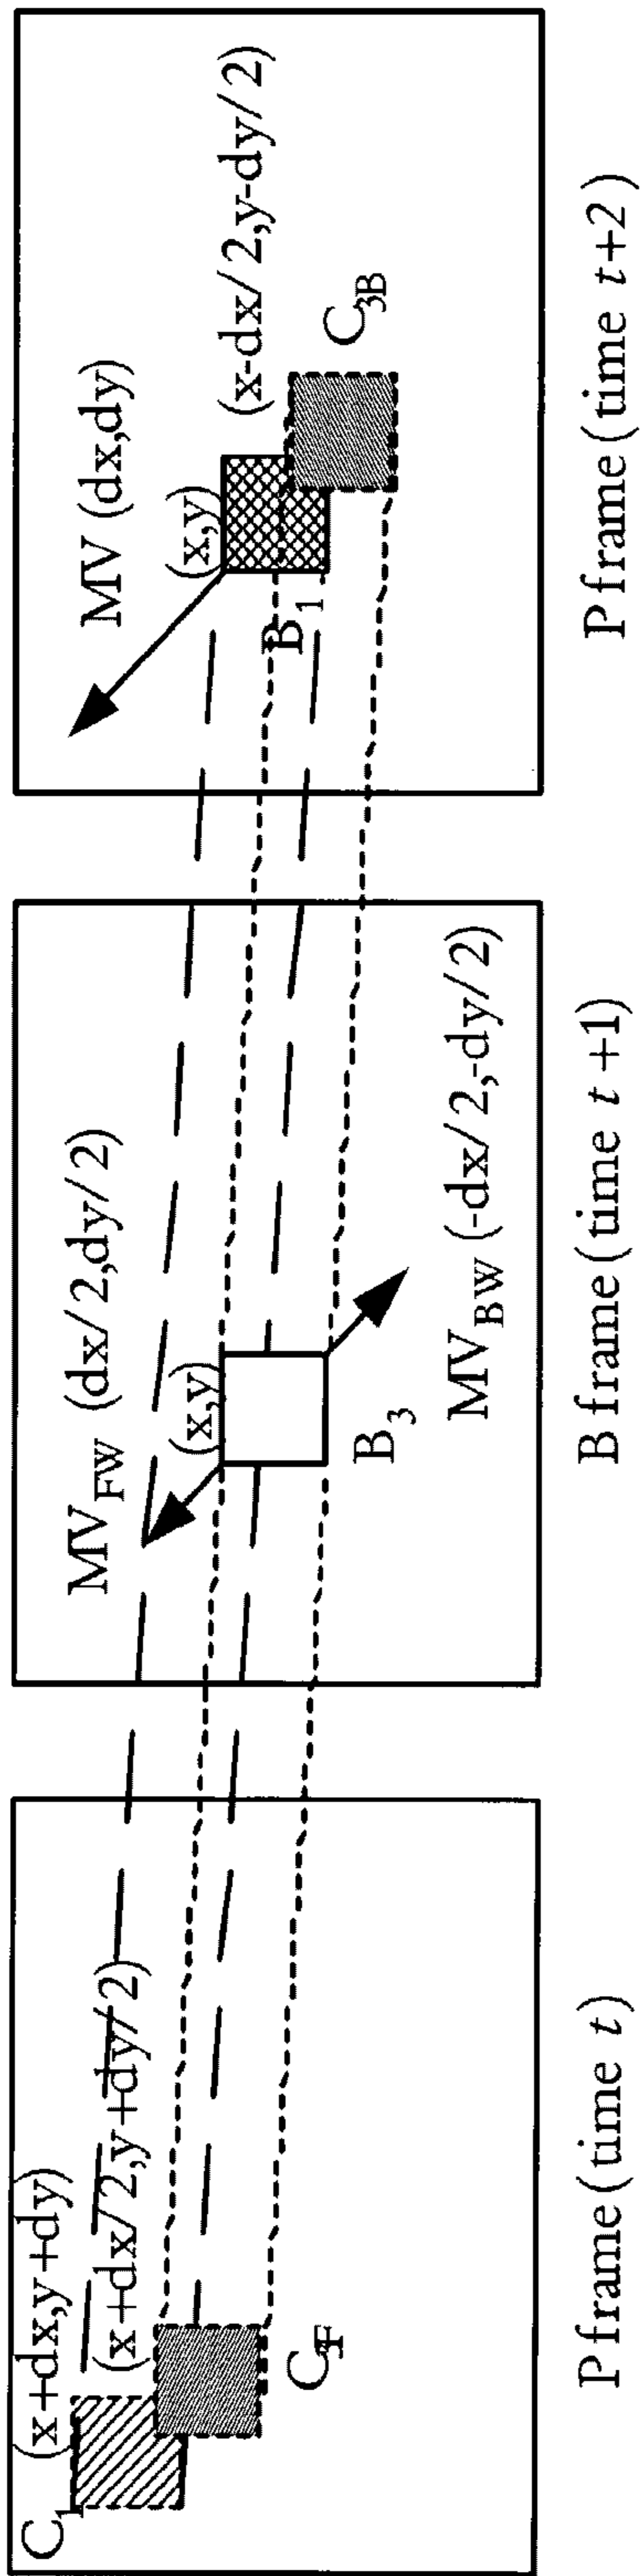 C1
(x+dx,y+dy)
(x+dx/2,y+dy/2)
C3F
P frame(time t)
MVFW (dx/2,dy/2)
(x,y)
B3
MVBW (-dx/2,-dy/2)
B frame(time t +1)
MV (dx,dy)
(x,y)
(x-dx/2,y-dy/2)
B1
C3B
P frame(time t+2)